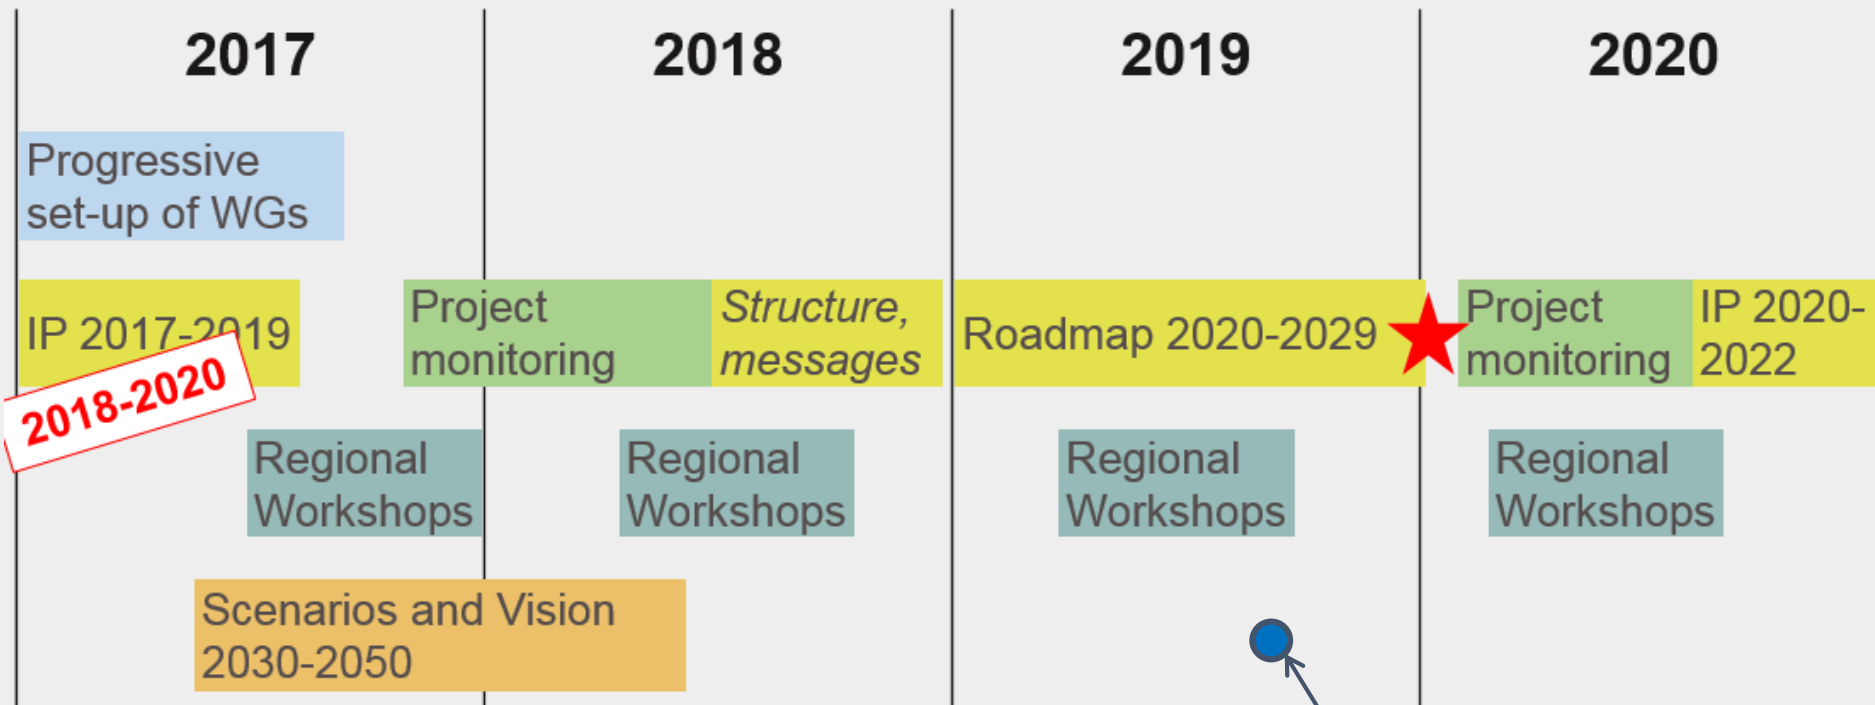 2017
2018
2019
2020
Progressive
set-up of WGs
IP 2017-2019
2018-2020
Project
monitoring
Structure,
messages
Roadmap 2020-2029
Project
monitoring
IP 2020-
2022
Regional
Workshops
Regional
Workshops
Regional
Workshops
Regional
Workshops
Scenarios and Vision
2030-2050